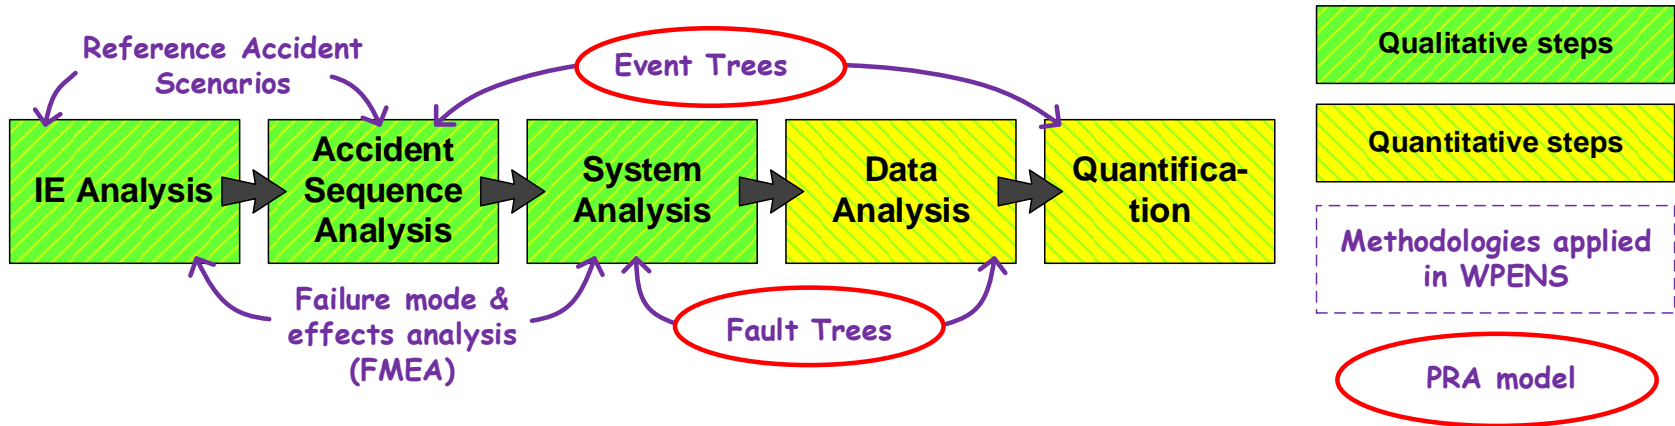 Reference Accident
Scenarios
Event Trees
IE Analysis
Accident
Sequence
Analysis
System
Analysis
Data
Analysis
Quantifica-
tion
Failure mode &
effects analysis
(FMEA)
Fault Trees
Qualitative steps
Quantitative steps
Methodologies applied
in WPENS
PRA model